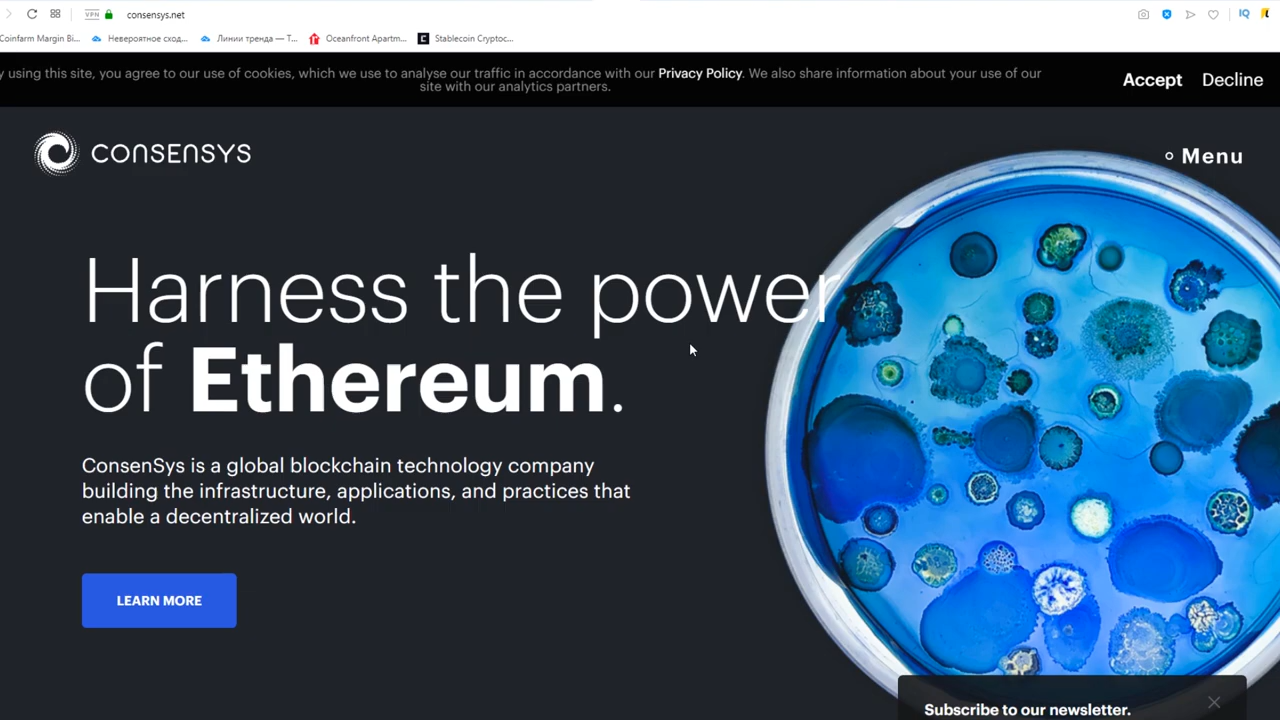 VPN consensys.net
Coinfarm Margin Bi... Невероятное сход... Линии тренда — Т... Oceanfront Apartm... Stablecoin Cryptoc...
y using this site, you agree to our use of cookies, which we use to analyse our traffic in accordance with our Privacy Policy. We also share information about your use of our
site with our analytics partners.
Accept Decline
CONSENSYS
Menu
Harness the power
of Ethereum.
ConsenSys is a global blockchain technology company
building the infrastructure, applications, and practices that
enable a decentralized world.
LEARN MORE
Subscribe to our newsletter.